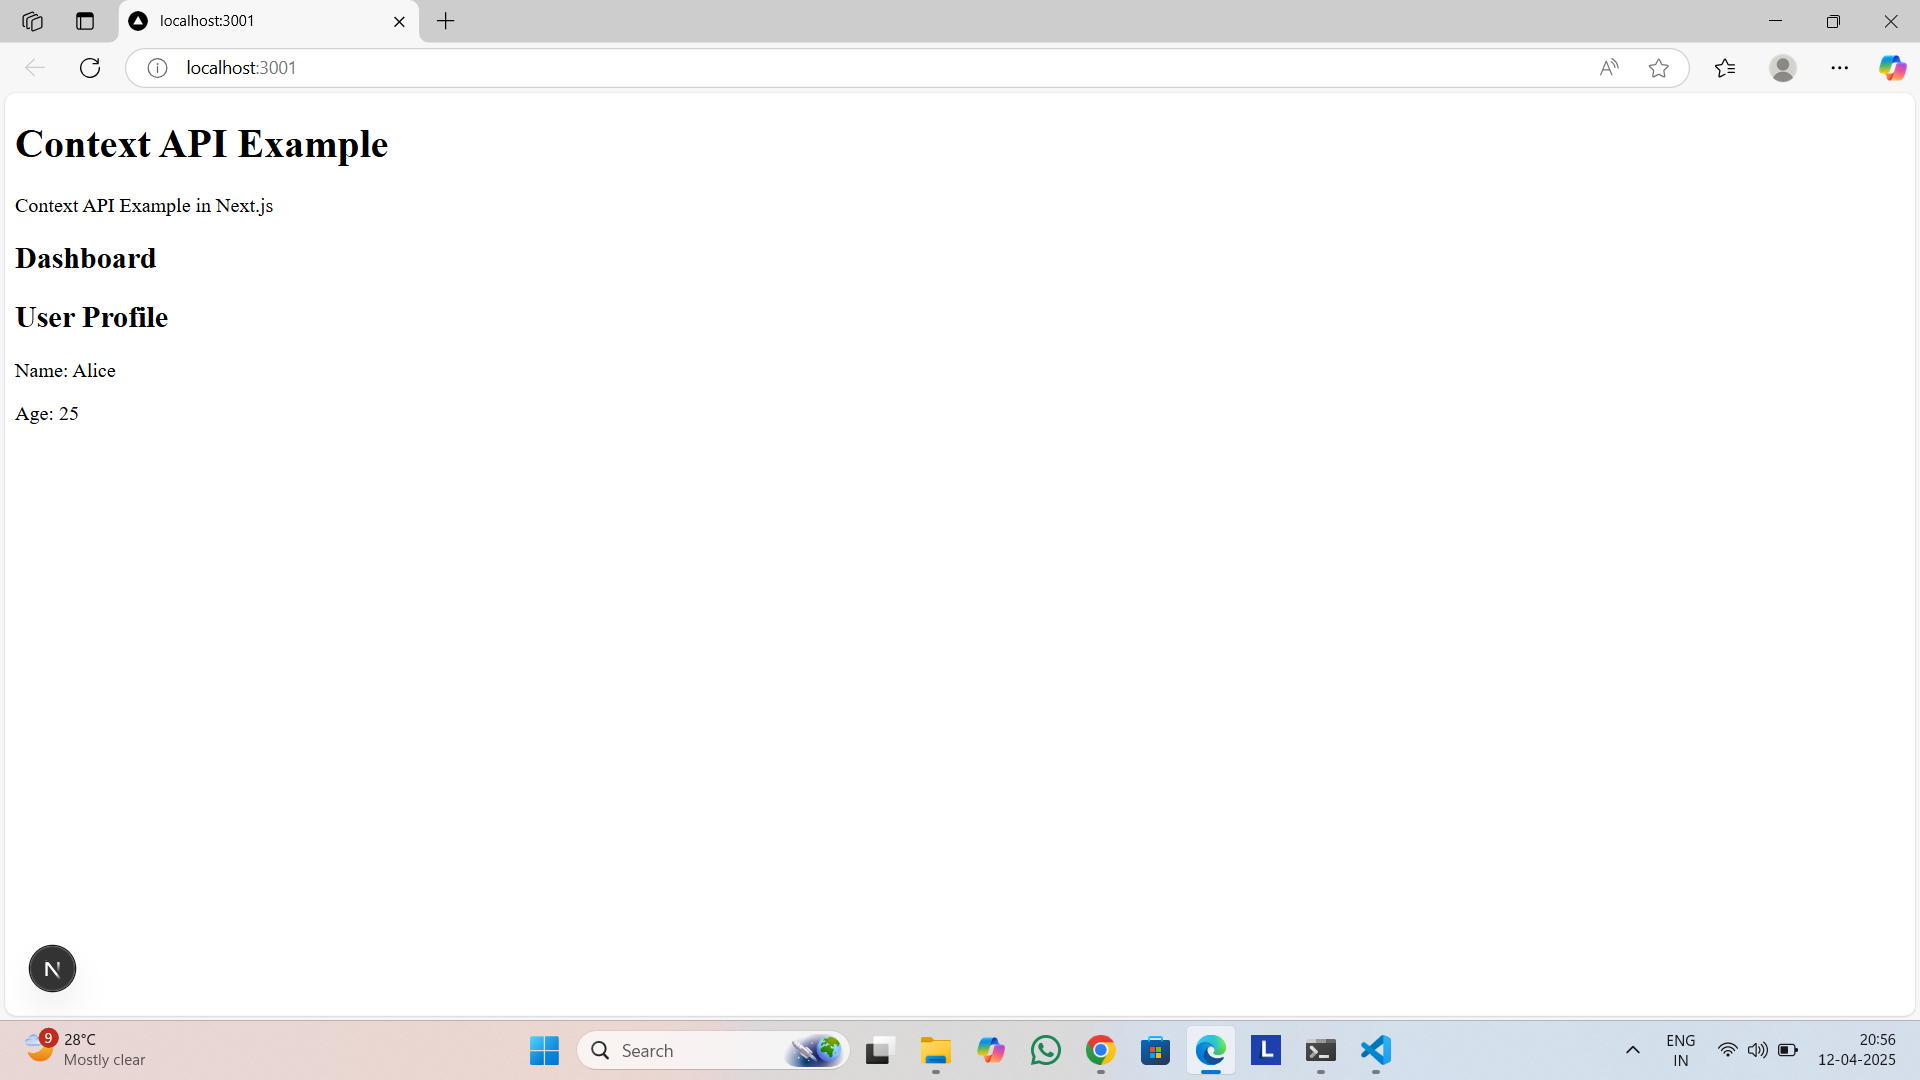 localhost:3001
localhost:3001
Context API Example
Context API Example in Next.js
Dashboard
User Profile
Name: Alice
Age: 25
N
9
28°C
Mostly clear
Search
L
ENG
IN
20:56
12-04-2025